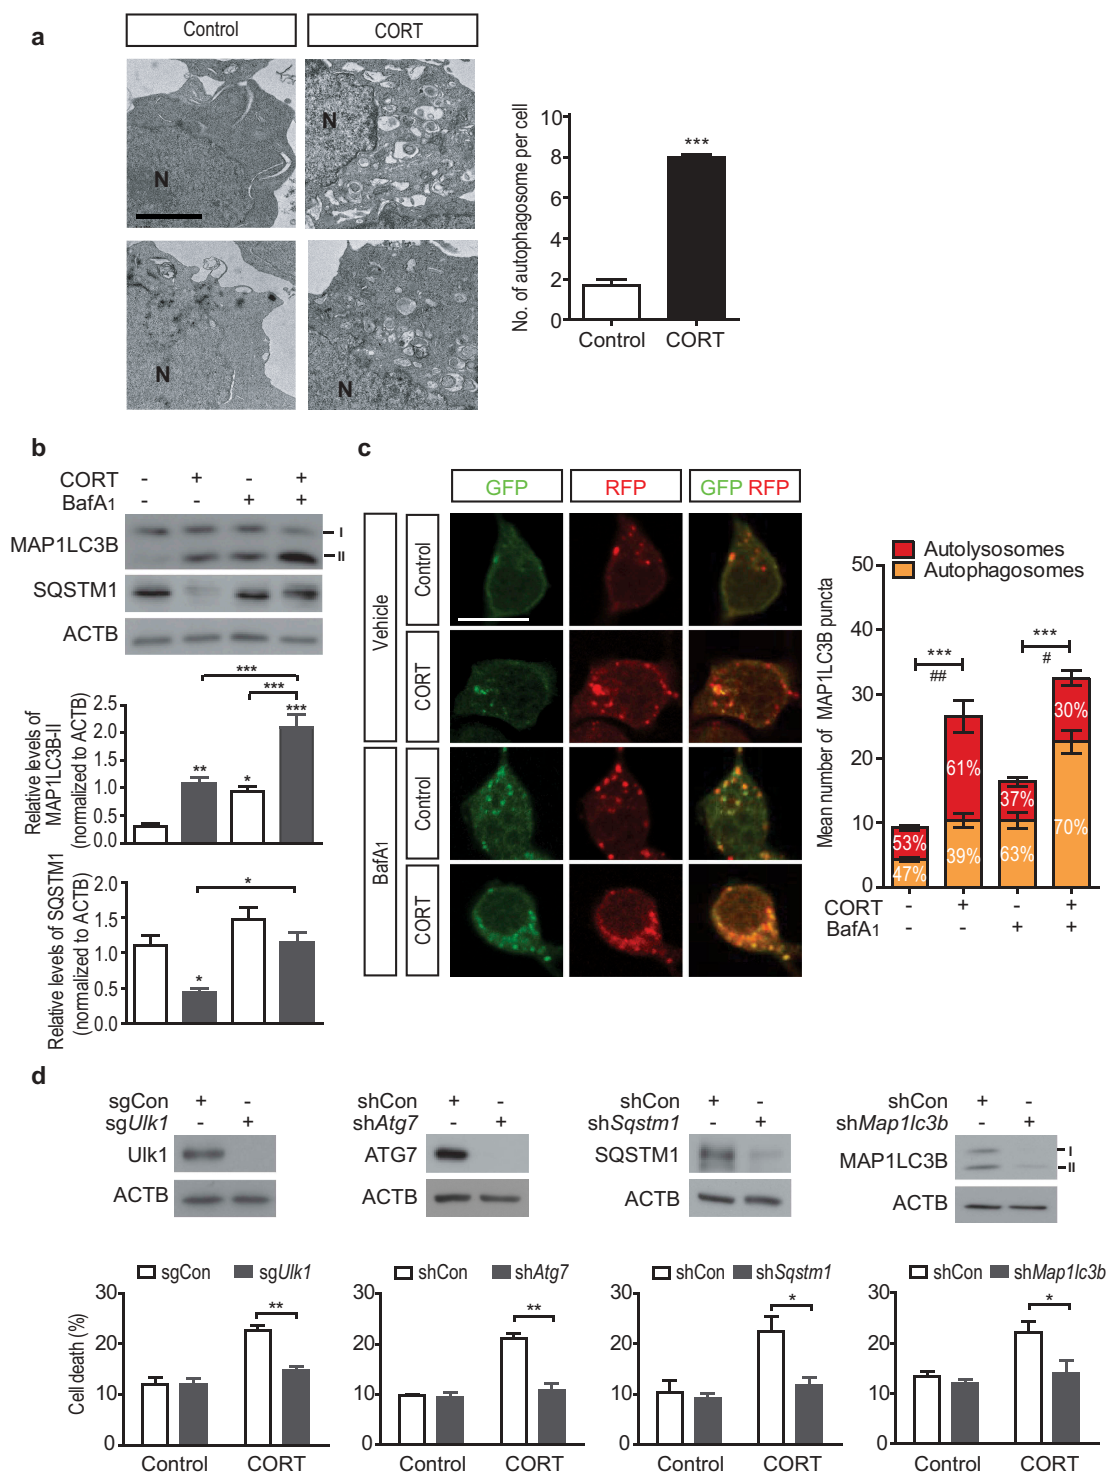 a
Control CORT
N N
N N
No. of autophagosome per cell
10
8
6
4
2
0
***
Control CORT
b
CORT - + - +
BafA1 - - + +
MAP1LC3B I
II
SQSTM1
ACTB
Relative levels of
MAP1LC3B-II
(normalized to ACTB)
2.5
2.0
1.5
1.0
0.5
0.0
***
***
***
**
*
Relative levels of SQSTM1
(normalized to ACTB)
2.0
1.5
1.0
0.5
0.0
*
*
c
GFP RFP GFP RFP
Vehicle
Control
CORT
BafA1
Control
CORT
Autolysosomes
Autophagosomes
Mean number of MAP1LC3B puncta
50
40
30
20
10
0
***
##
***
#
53% 61% 37% 30%
47% 39% 63% 70%
CORT - + - +
BafA1 - - + +
d
sgCon + -
sgUlk1 - +
Ulk1
ACTB
shCon + -
shAtg7 - +
ATG7
ACTB
shCon + -
shSqstm1 - +
SQSTM1
ACTB
shCon + -
shMap1lc3b - +
MAP1LC3B I
II
ACTB
Cell death (%)
sgCon sgUlk1
30
20
10
0
**
Control CORT
shCon shAtg7
30
20
10
0
**
Control CORT
shCon shSqstm1
30
20
10
0
*
Control CORT
shCon shMap1lc3b
30
20
10
0
*
Control CORT